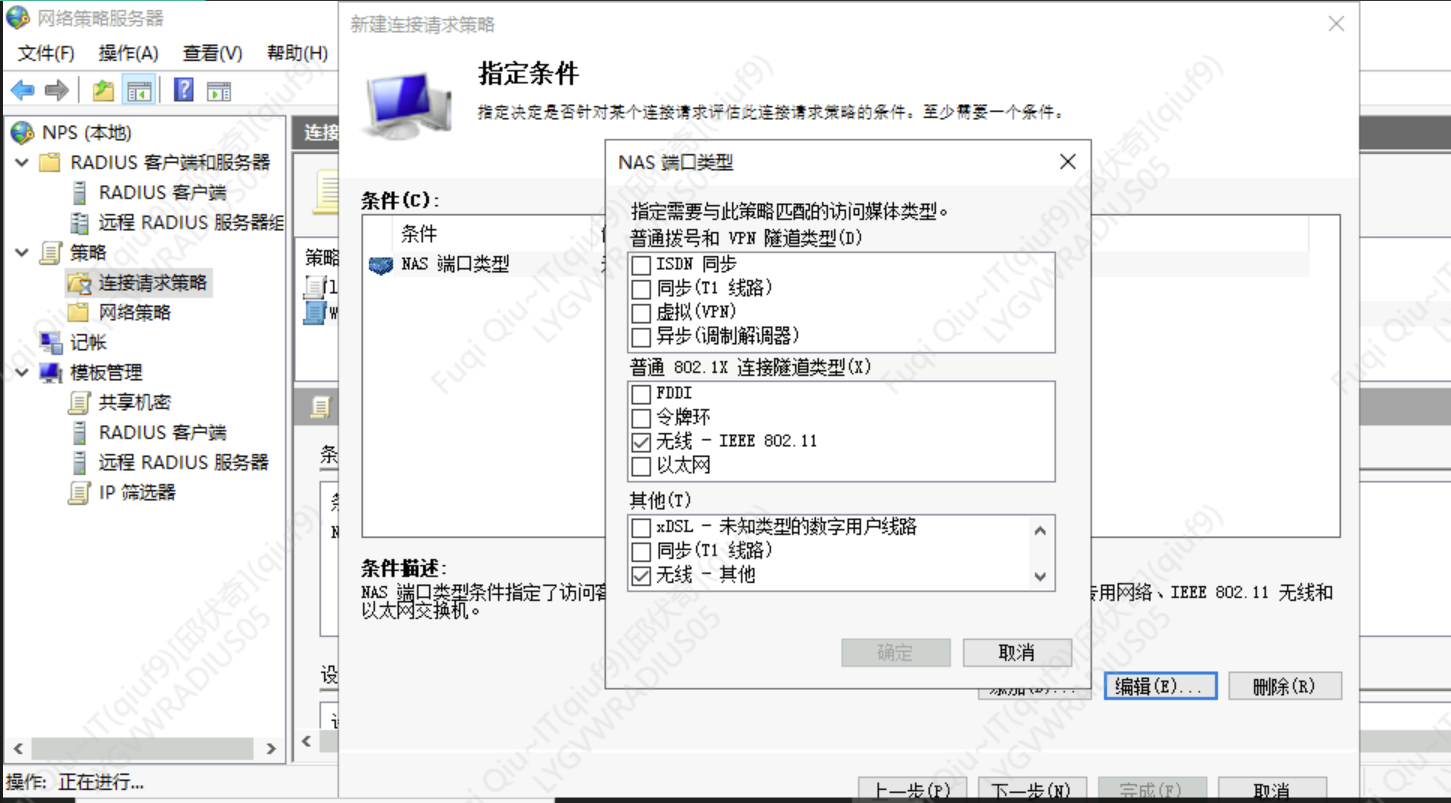 网络策略服务器
文件(F) 操作(A) 查看(V) 帮助(H)
NPS (本地)
RADIUS 客户端和服务器
RADIUS 客户端
远程 RADIUS 服务器组
策略
连接请求策略
网络策略
记帐
模板管理
共享机密
RADIUS 客户端
远程 RADIUS 服务器
IP 筛选器
操作: 正在进行...
连接
策略
条
设
新建连接请求策略
指定条件
指定决定是否针对某个连接请求评估此连接请求策略的条件。至少需要一个条件。
条件(C):
条件
NAS 端口类型
条件描述:
NAS 端口类型条件指定了访问客
专用网络、IEEE 802.11 无线和
以太网交换机。
添加(D)... 编辑(E)... 删除(R)
上一步(P) 下一步(N) 完成(F) 取消
NAS 端口类型
指定需要与此策略匹配的访问媒体类型。
普通拨号和 VPN 隧道类型(D)
ISDN 同步
同步(T1 线路)
虚拟(VPN)
异步(调制解调器)
普通 802.1X 连接隧道类型(X)
FDDI
令牌环
无线 - IEEE 802.11
以太网
其他(T)
xDSL - 未知类型的数字用户线路
同步(T1 线路)
无线 - 其他
确定 取消
Fuqi Qiu~IT(qiuf9)[邱伏奇](qiuf9)
LYGVWRADIUS05